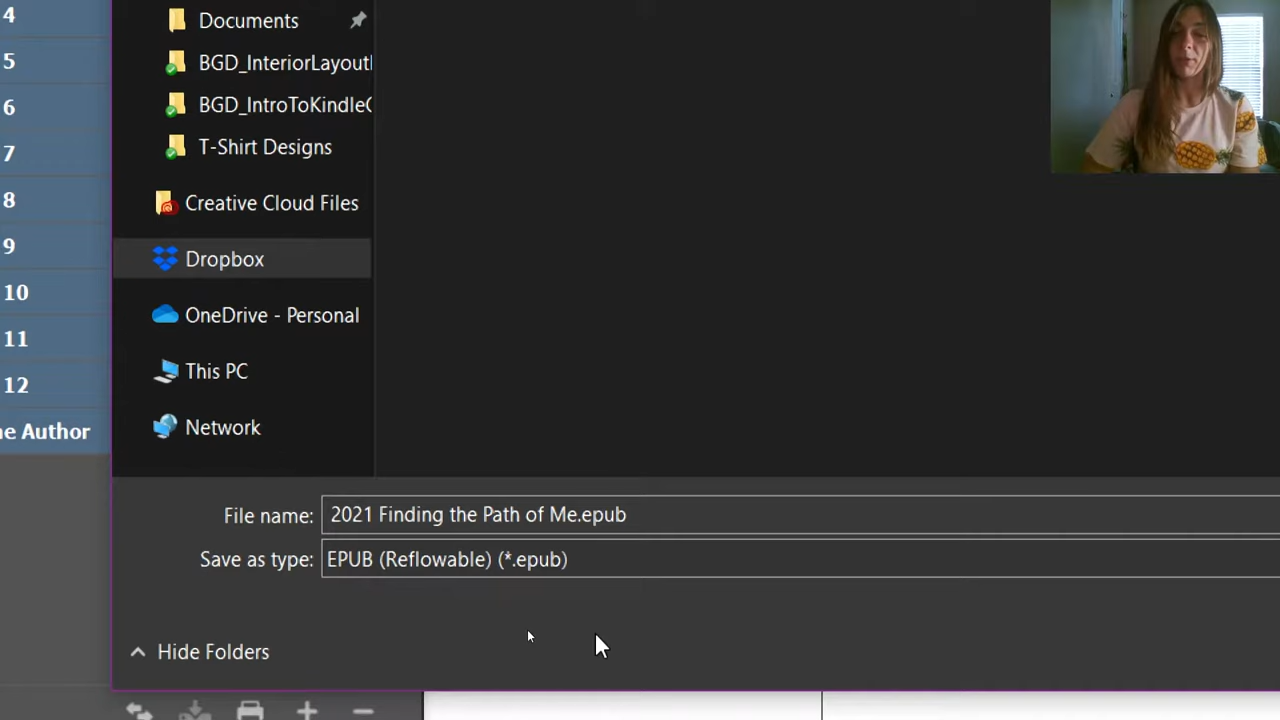 4
5
6
7
8
9
10
11
12
ne Author
Documents
BGD_InteriorLayout
BGD_IntroToKindle
T-Shirt Designs
Creative Cloud Files
Dropbox
OneDrive - Personal
This PC
Network
File name: 2021 Finding the Path of Me.epub
Save as type: EPUB (Reflowable) (*.epub)
Hide Folders